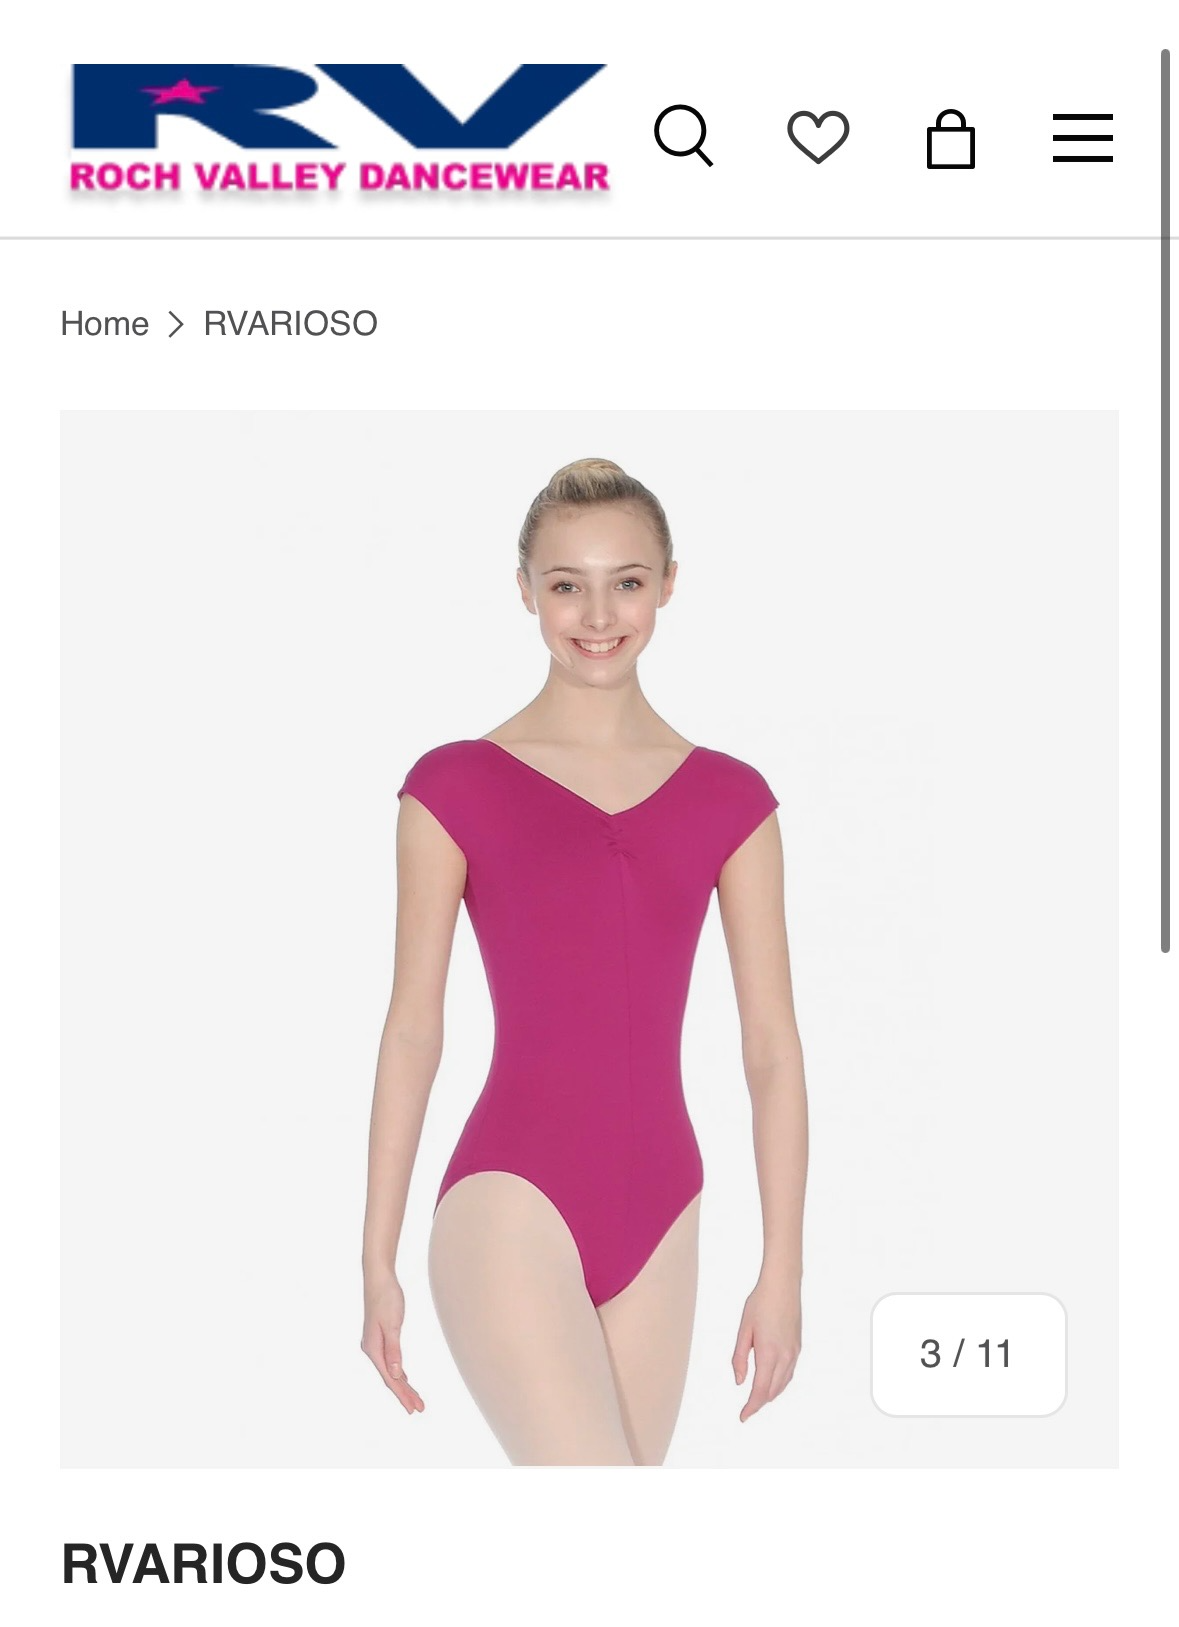 RV
ROCH VALLEY DANCEWEAR
Home > RVARIOSO
3 / 11
RVARIOSO